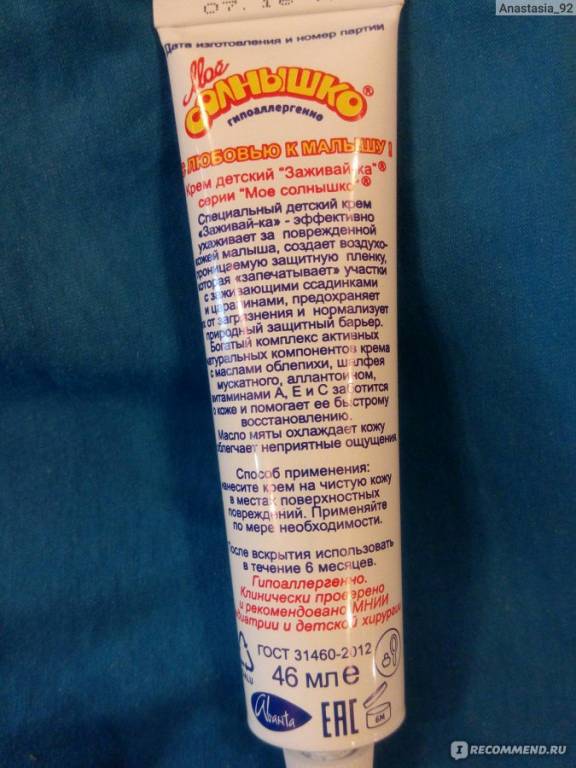 Anastasia_92
07.16
Дата изготовления и номер партии
Мое
СОЛНЫШКО®
гипоаллергенно
С ЛЮБОВЬЮ К МАЛЫШУ !
Крем детский "Заживай-ка"®
серии "Мое солнышко"®
Специальный детский крем
«Заживай-ка» - эффективно
ухаживает за поврежденной
кожей малыша, создает воздухо-
проницаемую защитную пленку,
которая «запечатывает» участки
с заживающими ссадинками
и царапинами, предохраняет
их от загрязнения и нормализует
природный защитный барьер.
Богатый комплекс активных
натуральных компонентов крема
с маслами облепихи, шалфея
мускатного, аллантоином,
витаминами А, Е и С заботится
о коже и помогает ее быстрому
восстановлению.
Масло мяты охлаждает кожу
облегчает неприятные ощущения
Способ применения:
нанесите крем на чистую кожу
в местах поверхностных
повреждений. Применяйте
по мере необходимости.
После вскрытия использовать
в течение 6 месяцев.
Гипоаллергенно.
Клинически проверено
и рекомендовано МНИИ
педиатрии и детской хирургии
ГОСТ 31460-2012
46 мл e
Abanta
EAC
6М
I RECOMMEND.RU